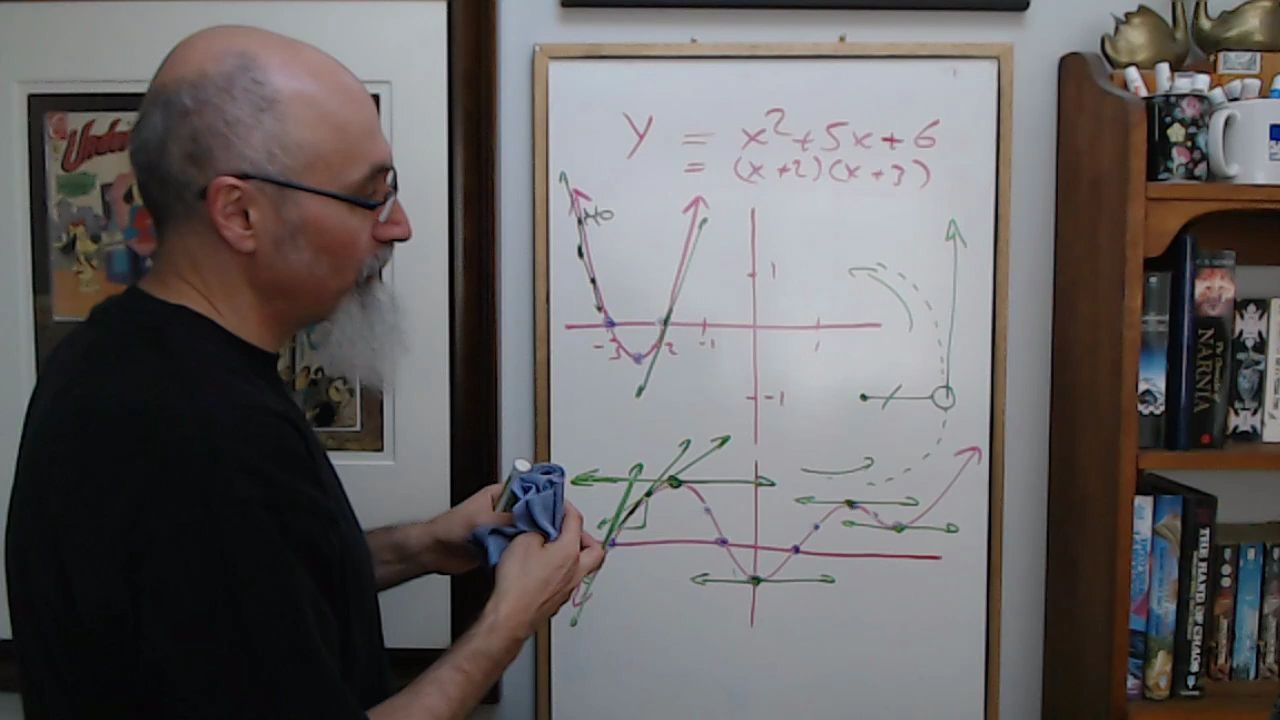 Y = x²+5x+6
= (x+2)(x+3)
1
-3
2
-1
1
-1
NARNIA
THE HAND OF CHAOS